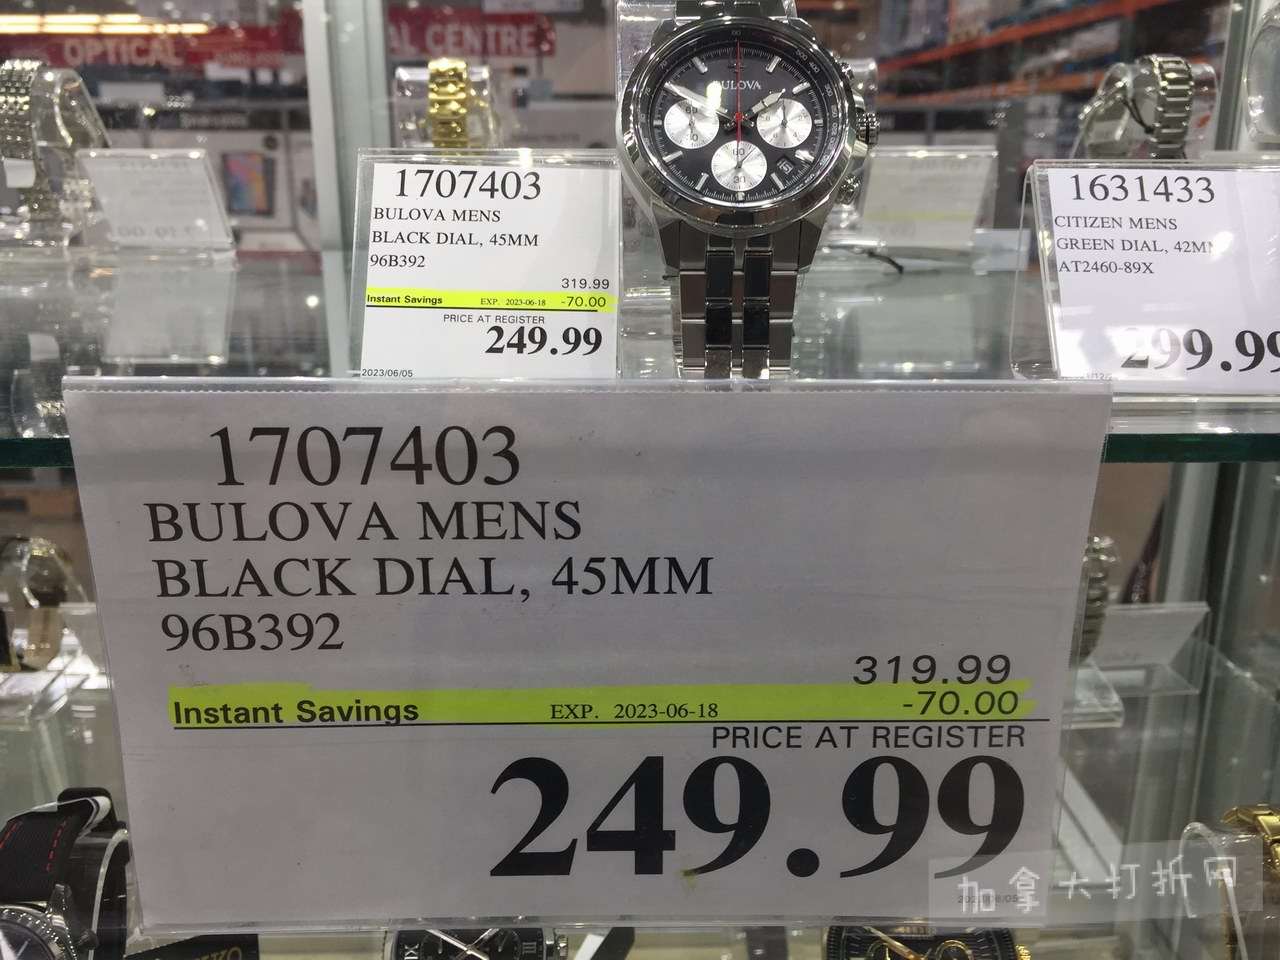 OPTICAL
AL CENTRE
BULOVA
1707403
BULOVA MENS
BLACK DIAL, 45MM
96B392
319.99
Instant Savings EXP. 2023-06-18 -70.00
PRICE AT REGISTER
249.99
2023/06/05
1631433
CITIZEN MENS
GREEN DIAL, 42MM
AT2460-89X
299.99
1707403
BULOVA MENS
BLACK DIAL, 45MM
96B392
319.99
Instant Savings EXP. 2023-06-18 -70.00
PRICE AT REGISTER
249.99
2023/06/05
加拿大打折网